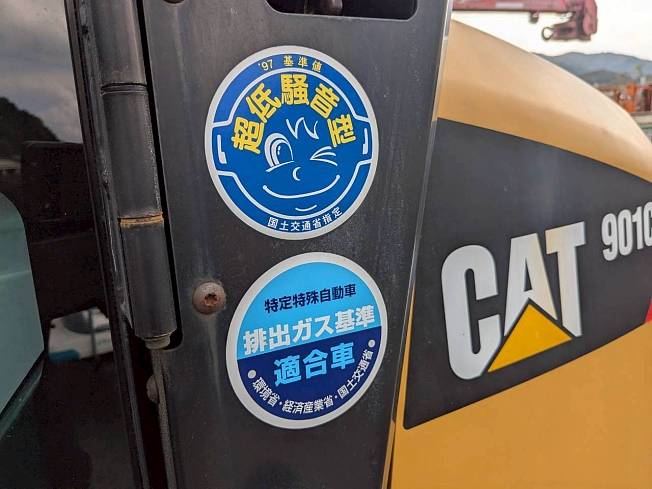 '97 基準値
超低騒音型
国土交通省指定
特定特殊自動車
排出ガス基準
適合車
●環境省・経済産業省・国土交通省●
CAT
901C